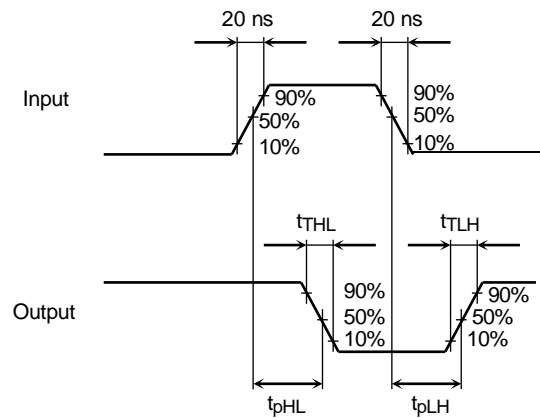 20 ns 20 ns
Input
90% 90%
50% 50%
10% 10%
tTHL tTLH
Output
90% 90%
50% 50%
10% 10%
tpHL tpLH